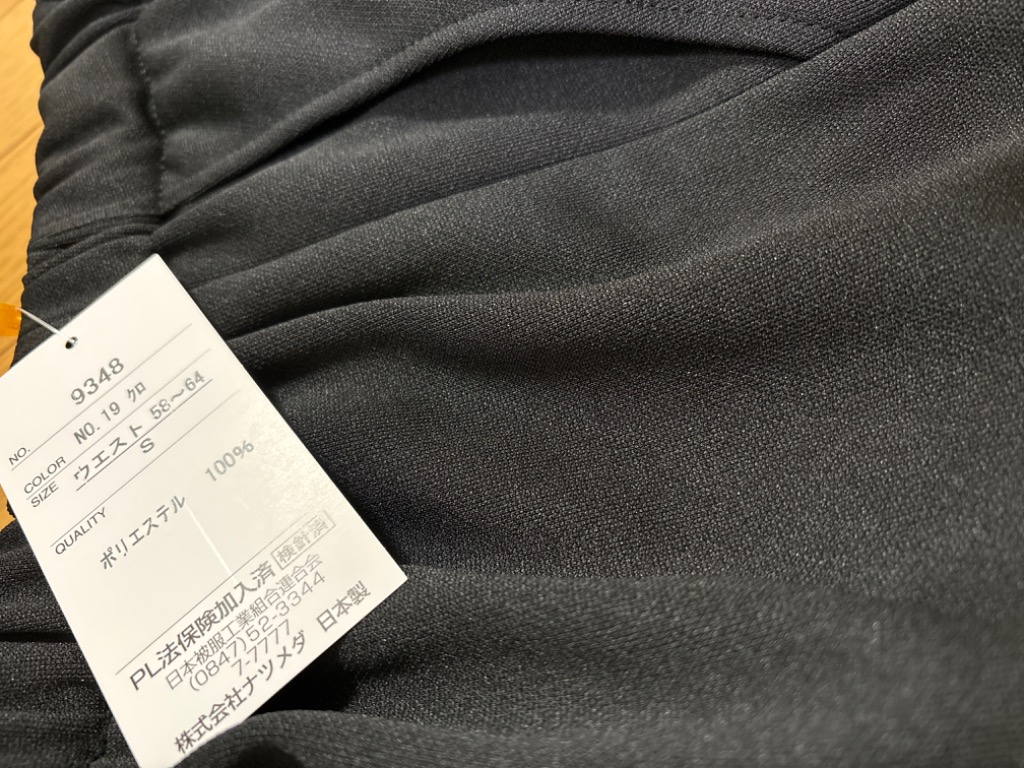 NO. 9348
COLOR NO.19 クロ
SIZE ウエスト 58～64
S
QUALITY
ポリエステル 100%
PL法保険加入済 検針済
日本被服工業組合連合会
(0847)52-3344
7-7777
株式会社ナツメダ 日本製